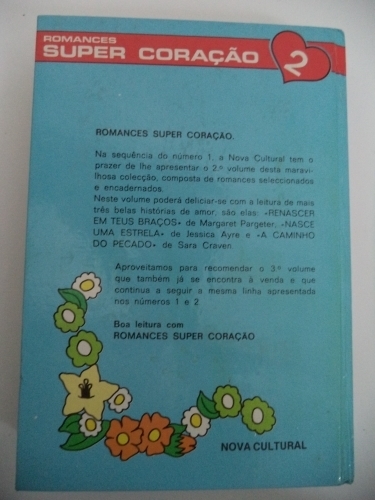 ROMANCES
SUPER CORAÇÃO 2
ROMANCES SUPER CORAÇÃO.
Na sequência do número 1, a Nova Cultural tem o
prazer de lhe apresentar o 2.º volume desta maravi-
lhosa colecção, composta de romances seleccionados
e encadernados.
Neste volume poderá deliciar-se com a leitura de mais
três belas histórias de amor, são elas: «RENASCER
EM TEUS BRAÇOS» de Margaret Pargeter, «NASCE
UMA ESTRELA» de Jessica Ayre e «A CAMINHO
DO PECADO» de Sara Craven.
Aproveitamos para recomendar o 3.º volume
que também já se encontra à venda e que
continua a seguir a mesma linha apresentada
nos números 1 e 2
Boa leitura com
ROMANCES SUPER CORAÇÃO
NOVA CULTURAL